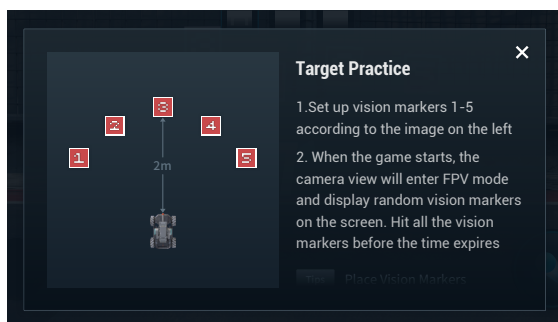 Target Practice
1.Set up vision markers 1-5
according to the image on the left
2. When the game starts, the
camera view will enter FPV mode
and display random vision markers
on the screen. Hit all the vision
markers before the time expires
Place Vision Markers
3
2
4
1
5
2m